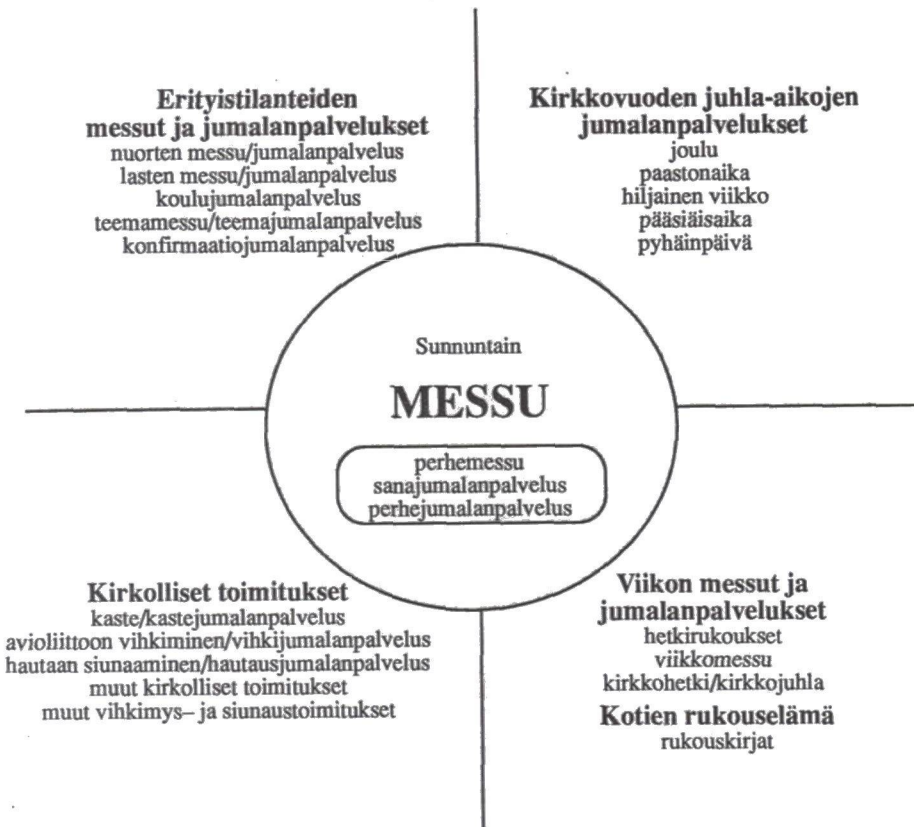 Erityistilanteiden
messut ja jumalanpalvelukset
nuorten messu/jumalanpalvelus
lasten messu/jumalanpalvelus
koulujumalanpalvelus
teemamessu/teemajumalanpalvelus
konfirmaatiojumalanpalvelus
Kirkkovuoden juhla-aikojen
jumalanpalvelukset
joulu
paastonaika
hiljainen viikko
pääsiäisaika
pyhäinpäivä
Sunnuntain
MESSU
perhemessu
sanajumalanpalvelus
perhejumalanpalvelus
Kirkolliset toimitukset
kaste/kastejumalanpalvelus
avioliittoon vihkiminen/vihkijumalanpalvelus
hautaan siunaaminen/hautausjumalanpalvelus
muut kirkolliset toimitukset
muut vihkimys– ja siunaustoimitukset
Viikon messut ja
jumalanpalvelukset
hetkirukoukset
viikkomessu
kirkkohetki/kirkkojuhla
Kotien rukouselämä
rukouskirjat